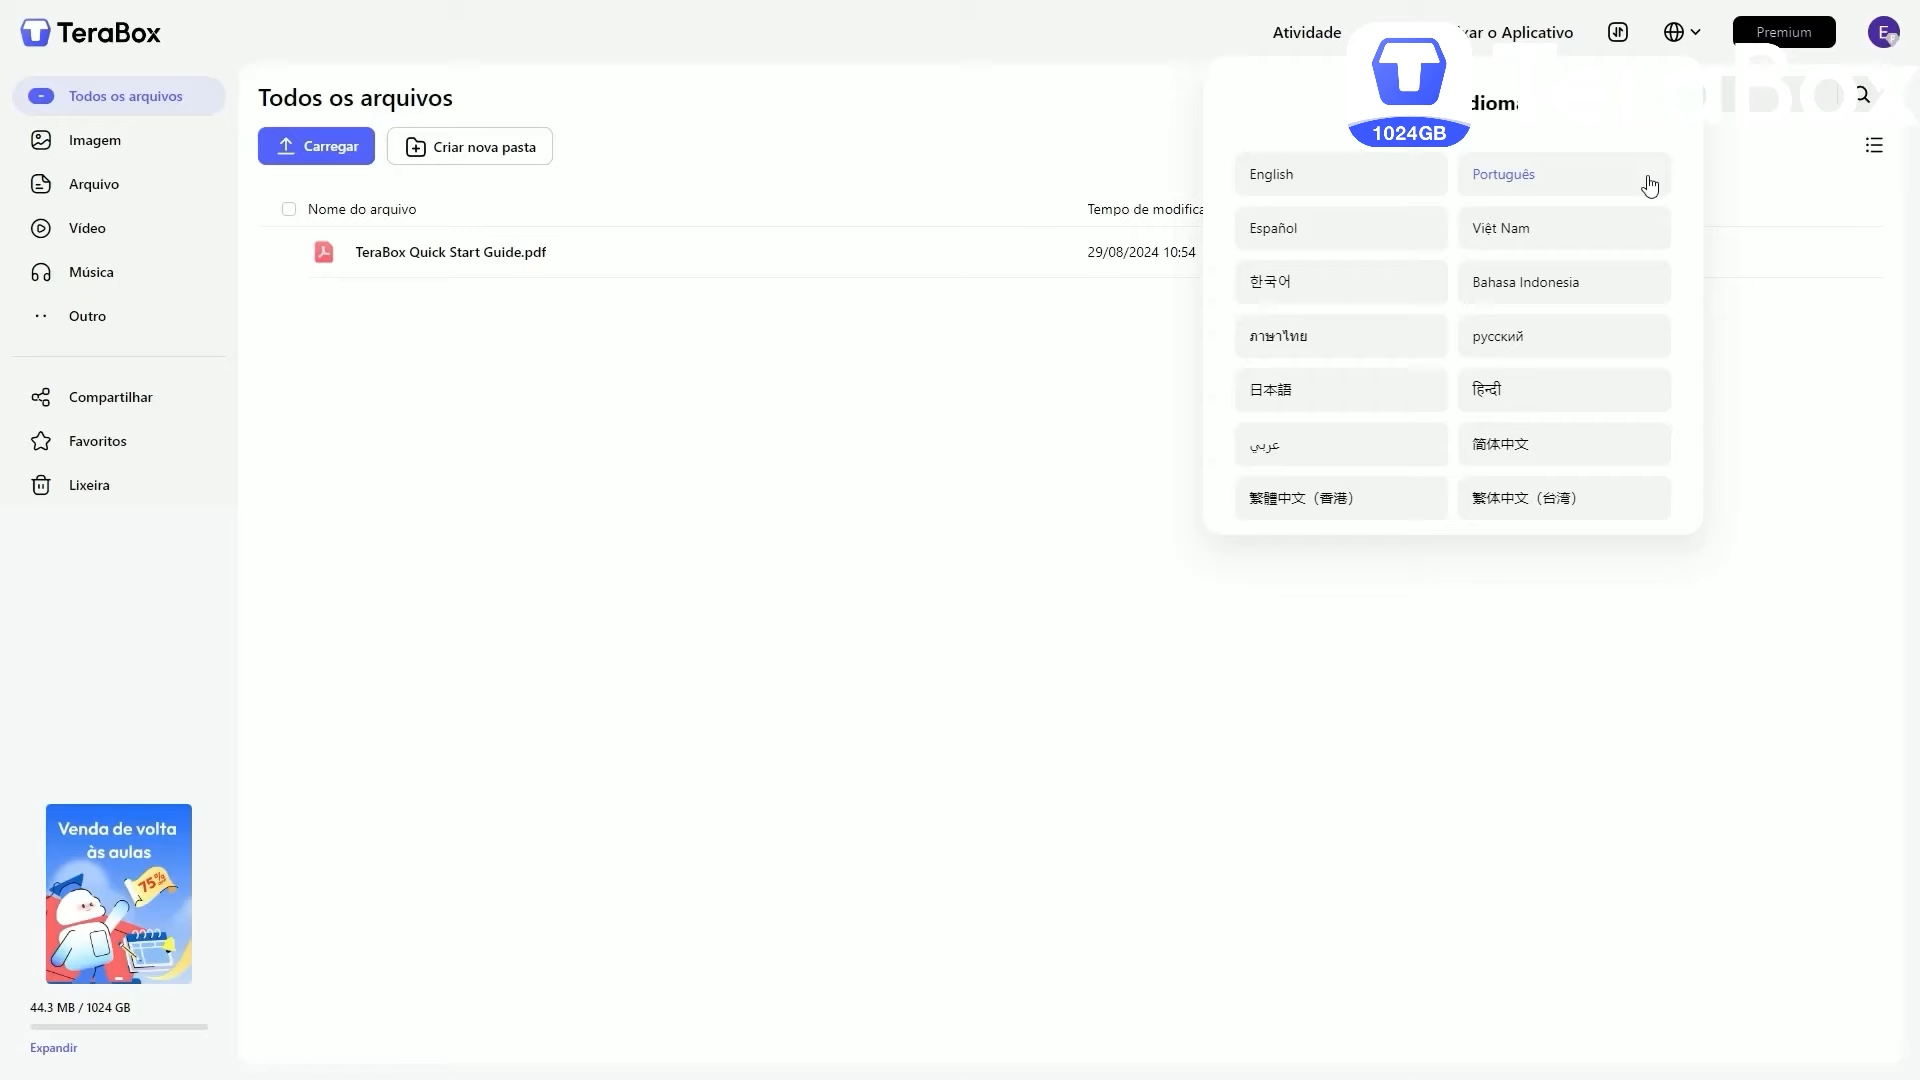 TeraBox
Atividade
xar o Aplicativo
Premium
E
Todos os arquivos
Imagem
Arquivo
Vídeo
Música
Outro
Compartilhar
Favoritos
Lixeira
Venda de volta
às aulas
75%
44.3 MB / 1024 GB
Expandir
Todos os arquivos
Carregar
Criar nova pasta
Nome do arquivo
Tempo de modifica
TeraBox Quick Start Guide.pdf
29/08/2024 10:54
1024GB
TeraBox
dioma
English
Português
Español
Việt Nam
한국어
Bahasa Indonesia
ภาษาไทย
русский
日本語
हिन्दी
عربي
简体中文
繁體中文（香港）
繁体中文（台湾）